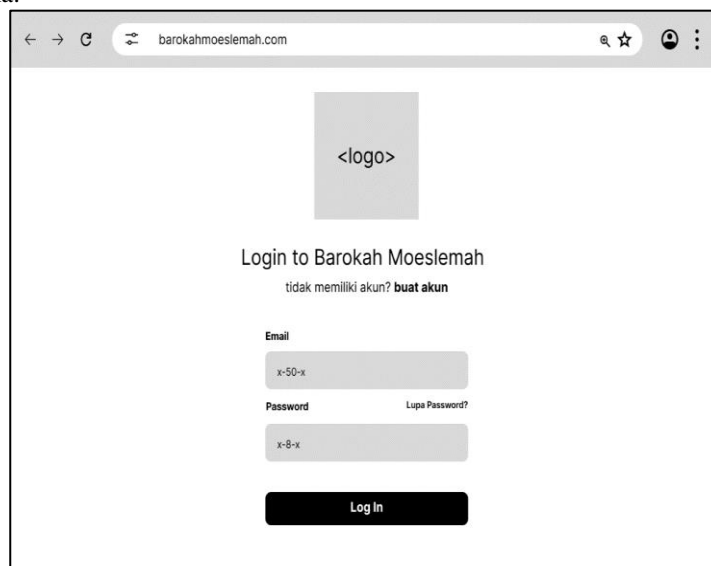 barokahmoeslemah.com
<logo>
Login to Barokah Moeslemah
tidak memiliki akun? buat akun
Email
x-50-x
Password Lupa Password?
x-8-x
Log In